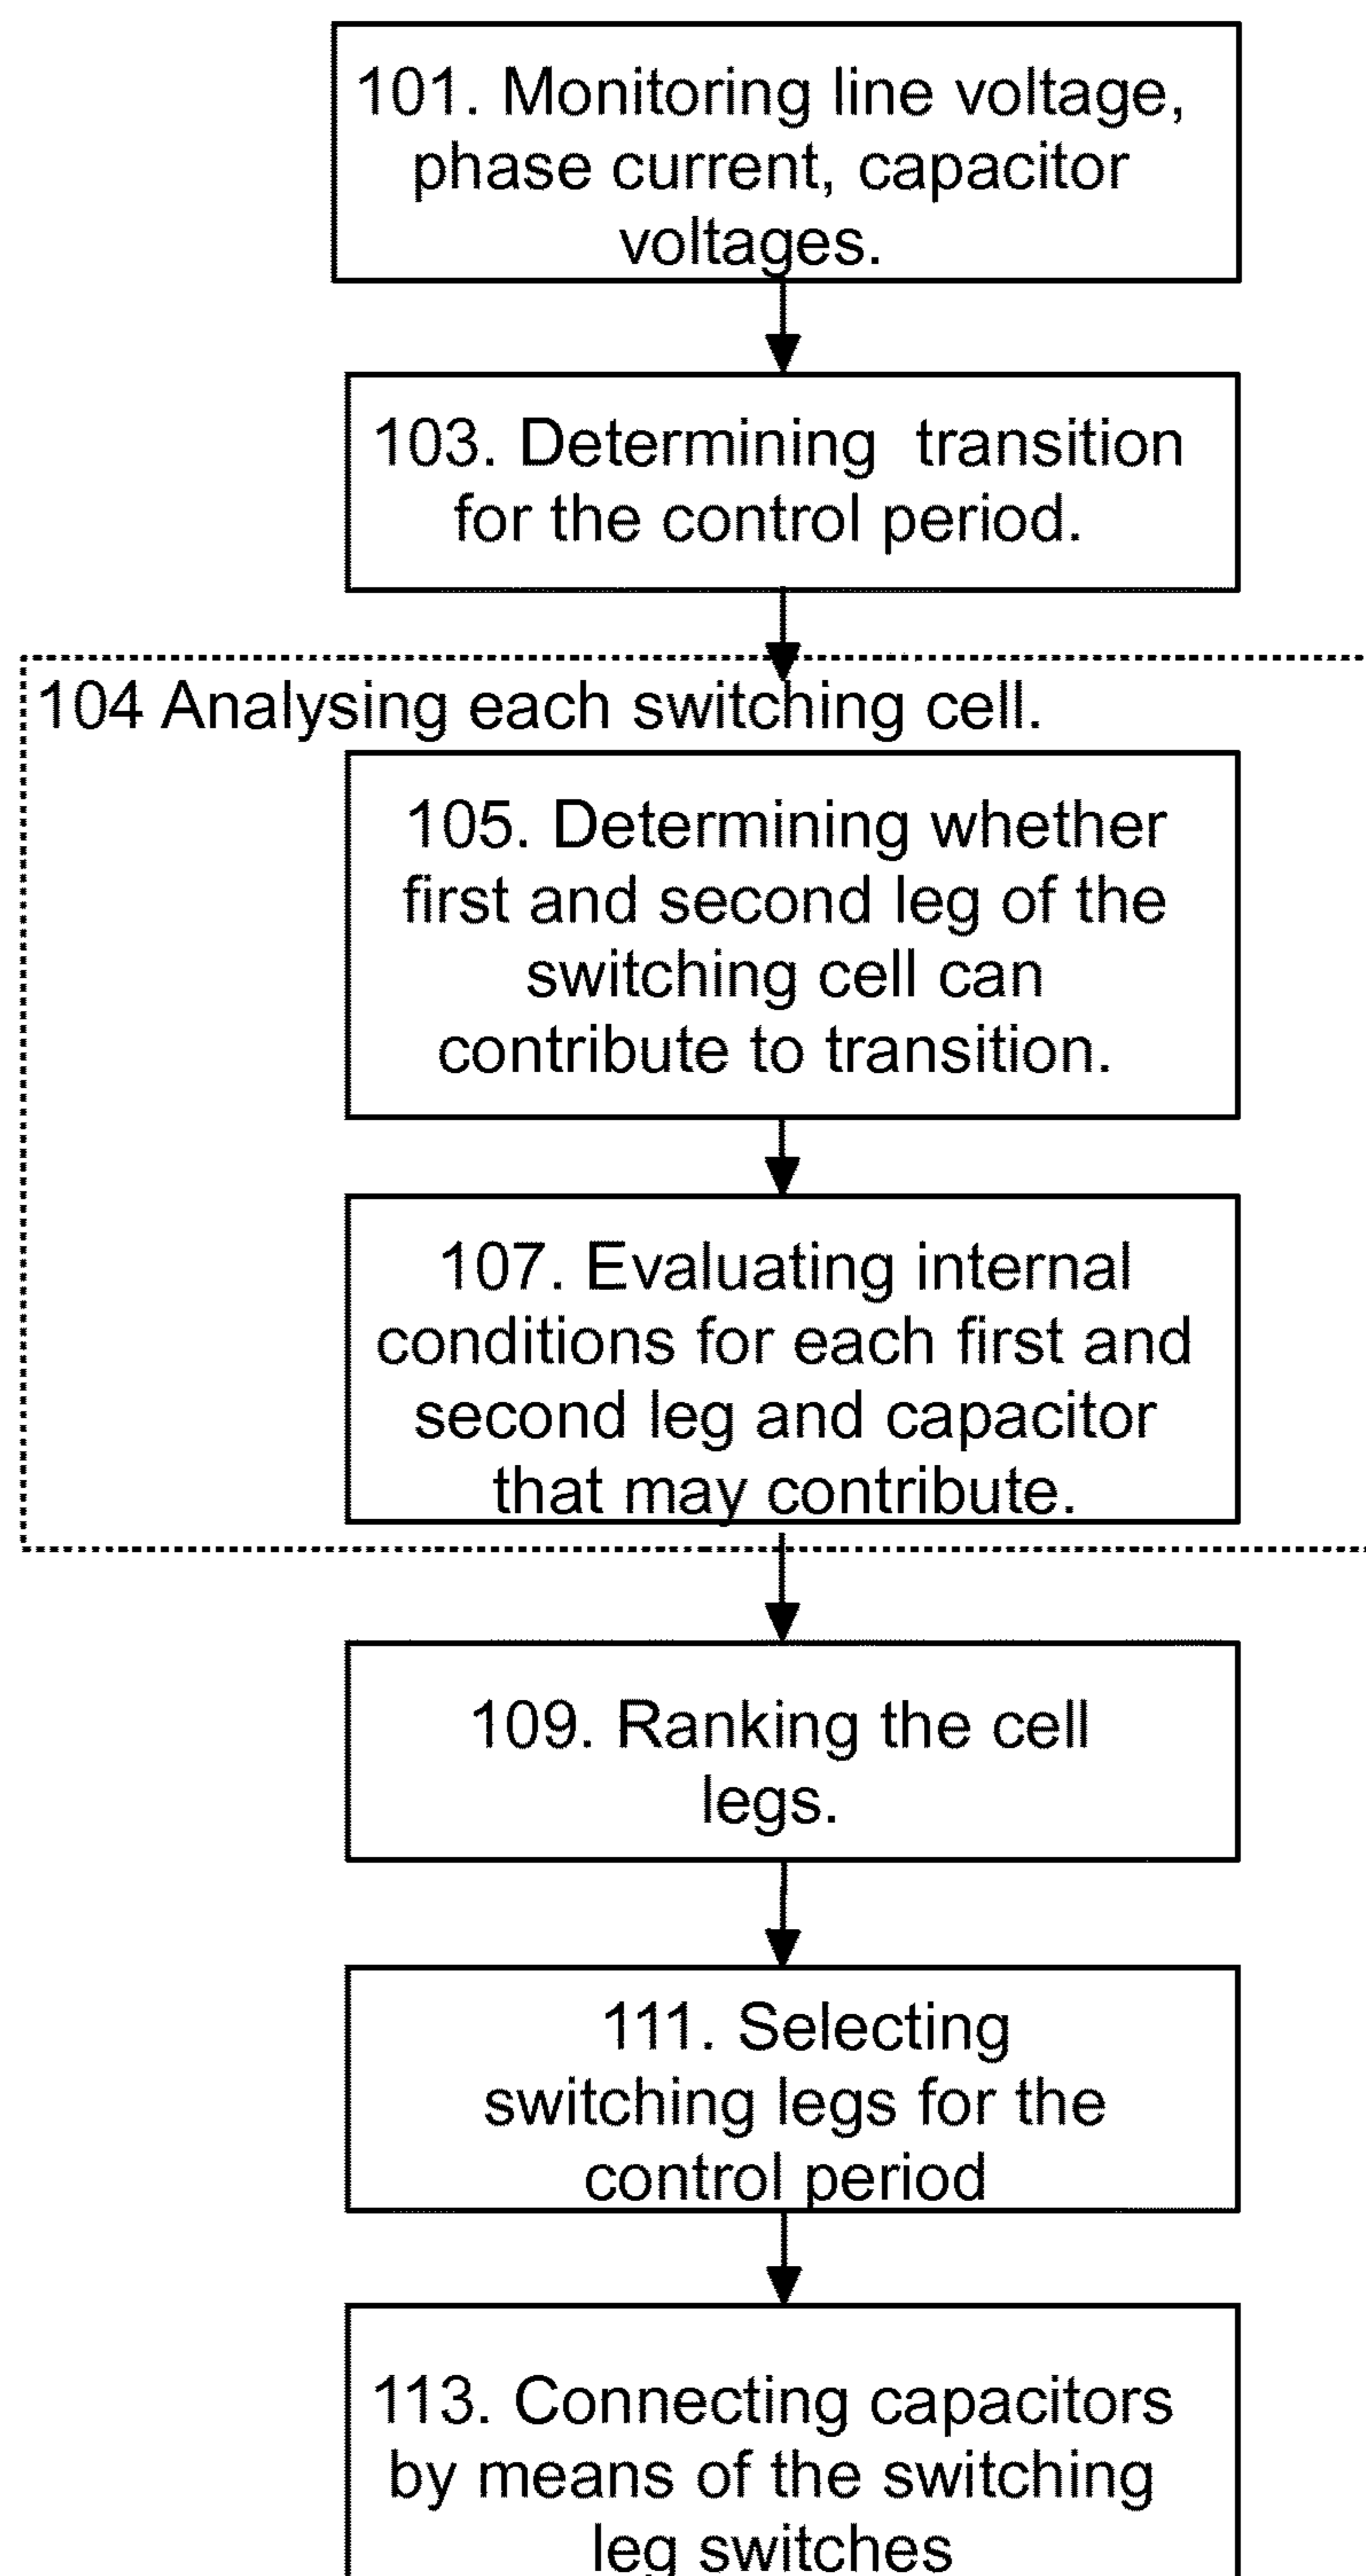 101. Monitoring line voltage,
phase current, capacitor
voltages.
103. Determining transition
for the control period.
104 Analysing each switching cell.
105. Determining whether
first and second leg of the
switching cell can
contribute to transition.
107. Evaluating internal
conditions for each first and
second leg and capacitor
that may contribute.
109. Ranking the cell
legs.
111. Selecting
switching legs for the
control period
113. Connecting capacitors
by means of the switching
leg switches